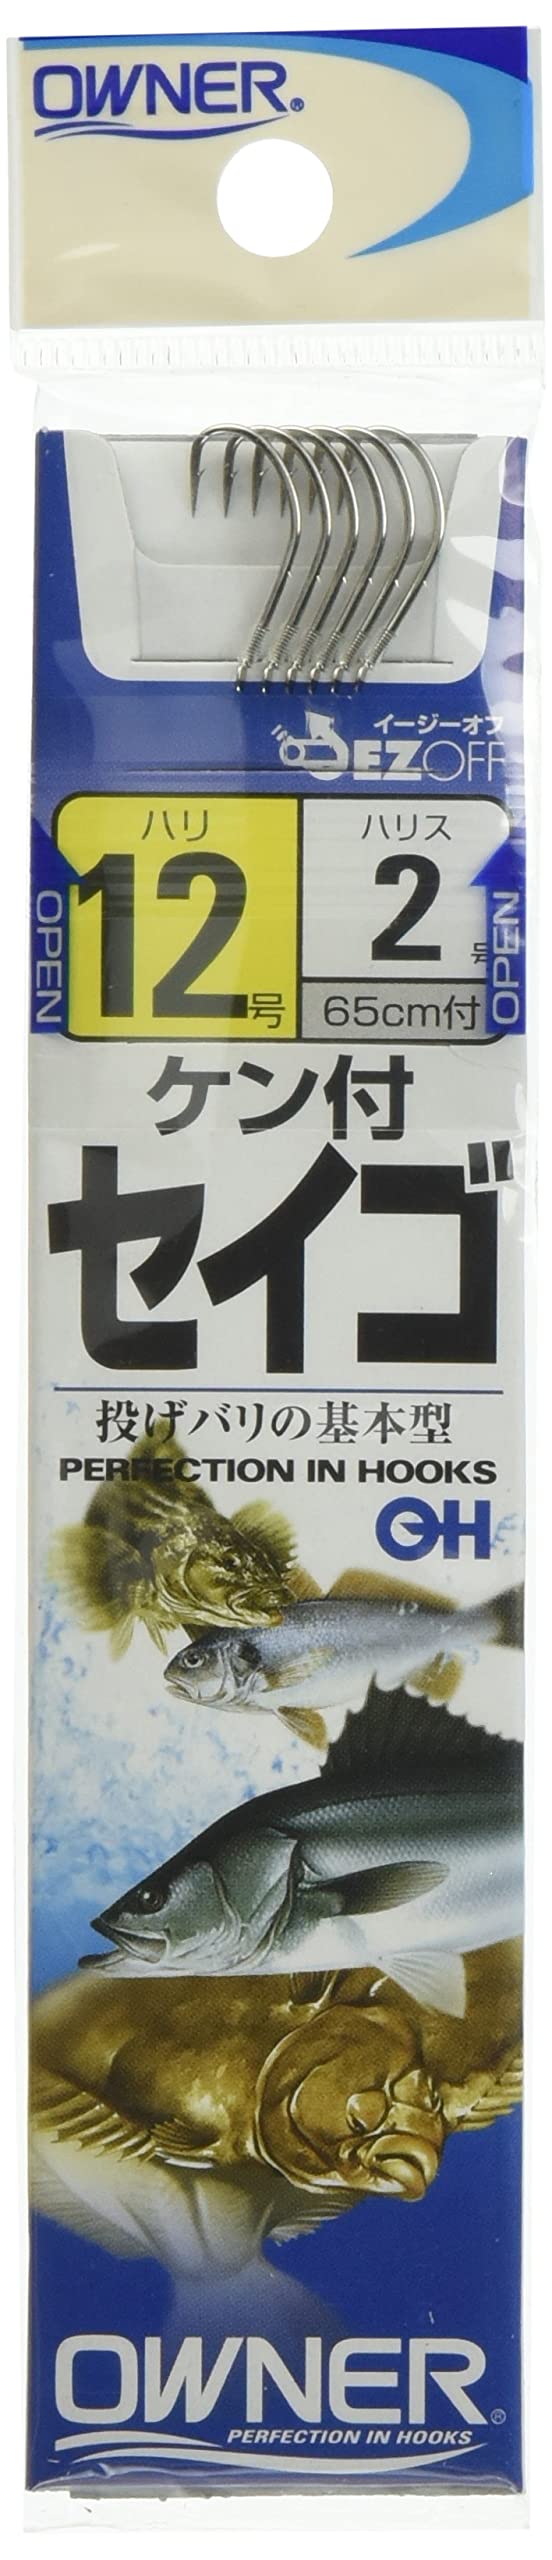 OWNER®
イージーオフ
EZOFF
ハリ
12号
ハリス
2号
65cm付
OPEN
OPEN
ケン付
セイゴ
投げバリの基本型
PERFECTION IN HOOKS
OH
OWNER®
PERFECTION IN HOOKS